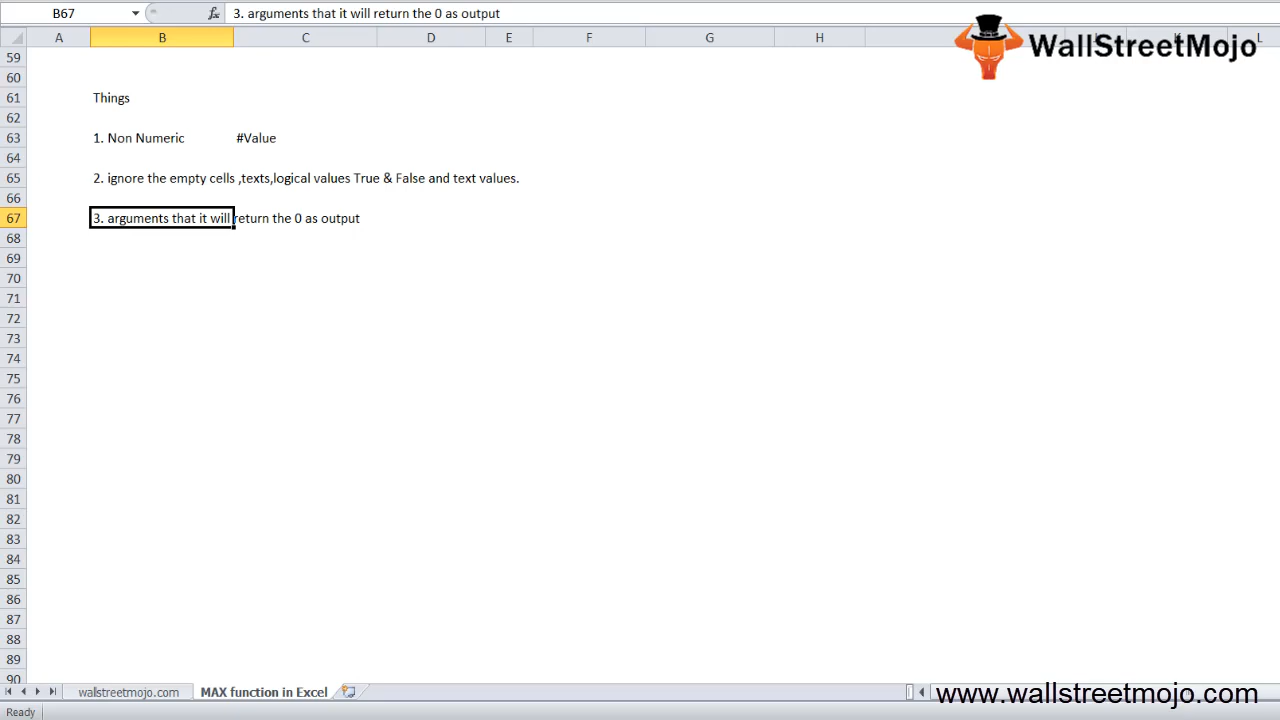 B67 fx 3. arguments that it will return the 0 as output
A B C D E F G H L
WallStreetMojo
59
60
61 Things
62
63 1. Non Numeric #Value
64
65 2. ignore the empty cells ,texts,logical values True & False and text values.
66
67 3. arguments that it will return the 0 as output
68
69
70
71
72
73
74
75
76
77
78
79
80
81
82
83
84
85
86
87
88
89
90
wallstreetmojo.com MAX function in Excel
www.wallstreetmojo.com
Ready